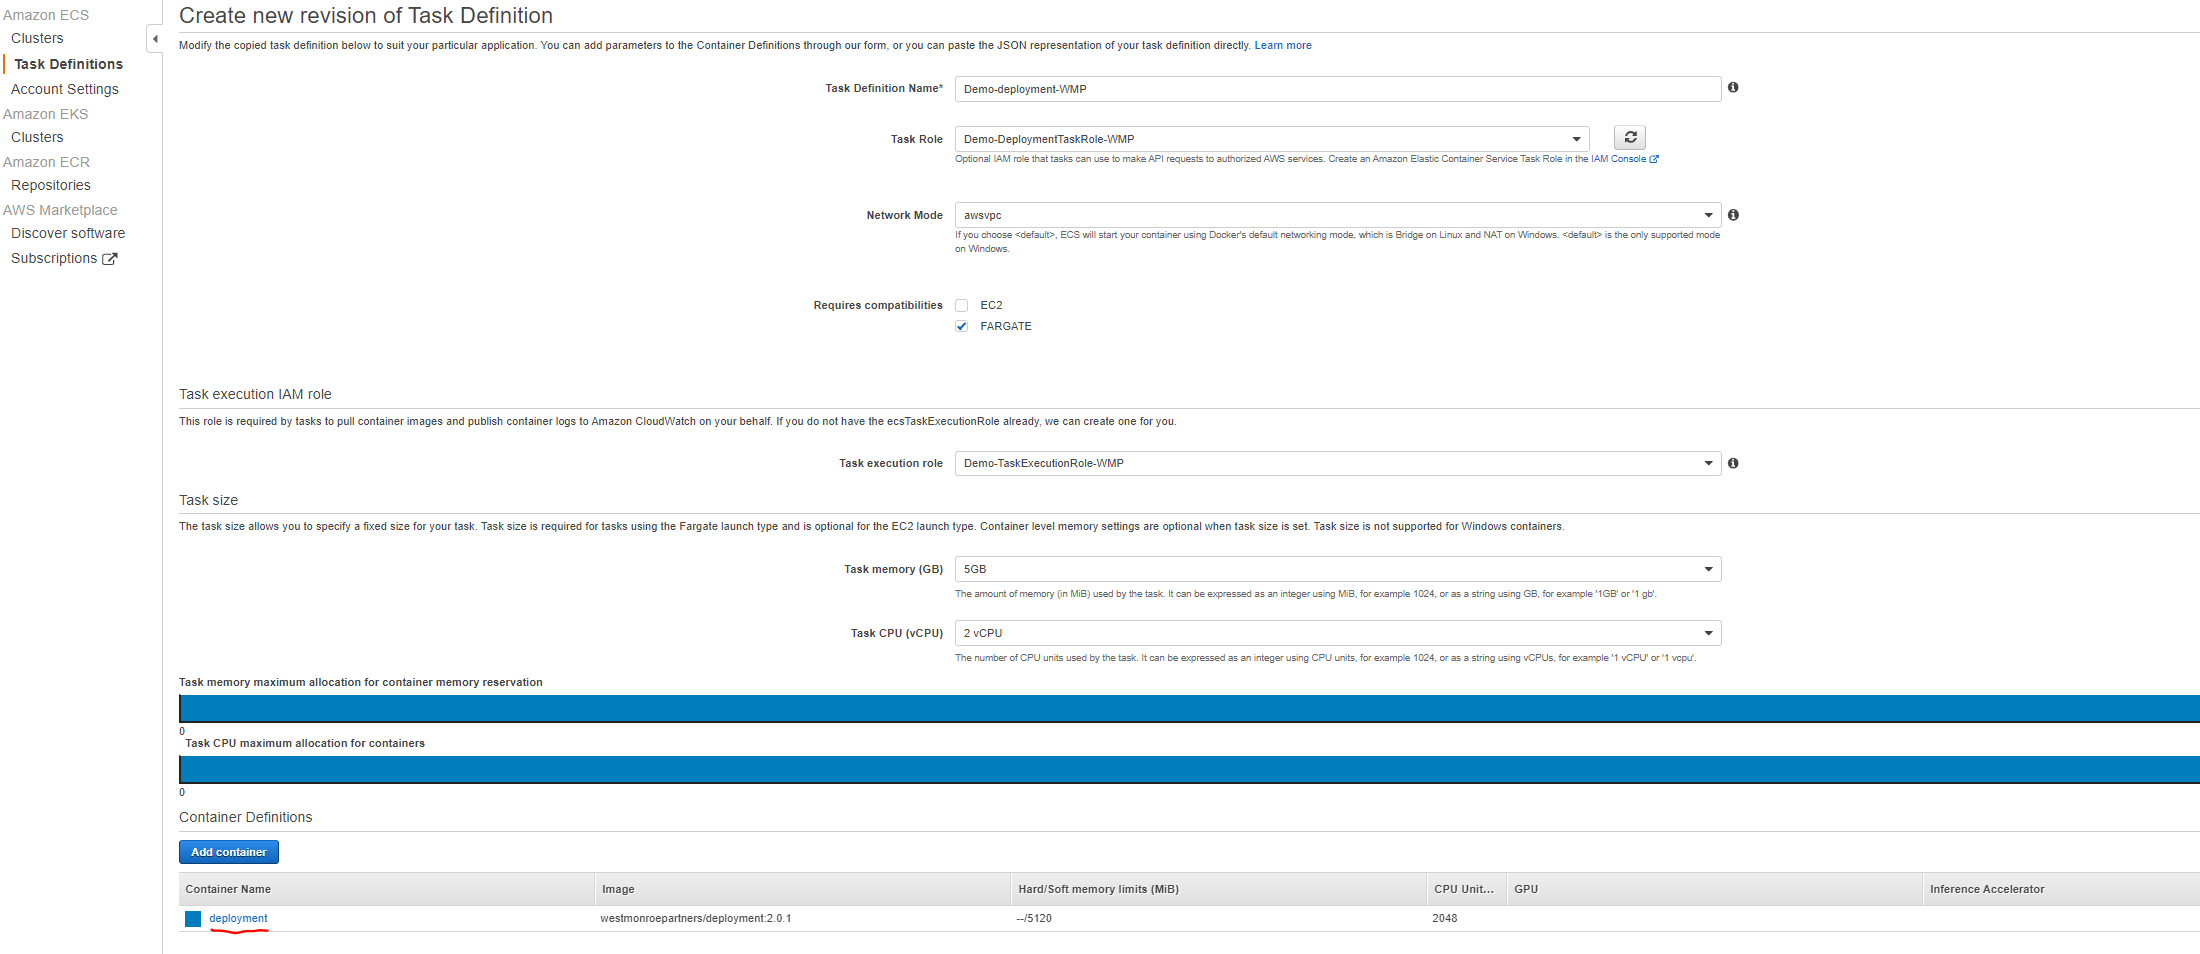 Amazon ECS
Clusters
Task Definitions
Account Settings
Amazon EKS
Clusters
Amazon ECR
Repositories
AWS Marketplace
Discover software
Subscriptions
Create new revision of Task Definition
Modify the copied task definition below to suit your particular application. You can add parameters to the Container Definitions through our form, or you can paste the JSON representation of your task definition directly. Learn more
Task Definition Name* Demo-deployment-WMP
Task Role Demo-DeploymentTaskRole-WMP
Optional IAM role that tasks can use to make API requests to authorized AWS services. Create an Amazon Elastic Container Service Task Role in the IAM Console
Network Mode awsvpc
If you choose <default>, ECS will start your container using Docker's default networking mode, which is Bridge on Linux and NAT on Windows. <default> is the only supported mode
on Windows.
Requires compatibilities EC2
FARGATE
Task execution IAM role
This role is required by tasks to pull container images and publish container logs to Amazon CloudWatch on your behalf. If you do not have the ecsTaskExecutionRole already, we can create one for you.
Task execution role Demo-TaskExecutionRole-WMP
Task size
The task size allows you to specify a fixed size for your task. Task size is required for tasks using the Fargate launch type and is optional for the EC2 launch type. Container level memory settings are optional when task size is set. Task size is not supported for Windows containers.
Task memory (GB) 5GB
The amount of memory (in MiB) used by the task. It can be expressed as an integer using MiB, for example 1024, or as a string using GB, for example '1GB' or '1 gb'.
Task CPU (vCPU) 2 vCPU
The number of CPU units used by the task. It can be expressed as an integer using CPU units, for example 1024, or as a string using vCPUs, for example '1 vCPU' or '1 vcpu'.
Task memory maximum allocation for container memory reservation
0
Task CPU maximum allocation for containers
0
Container Definitions
Add container
Container Name Image Hard/Soft memory limits (MiB) CPU Unit... GPU Inference Accelerator
deployment westmonroepartners/deployment:2.0.1 --/5120 2048